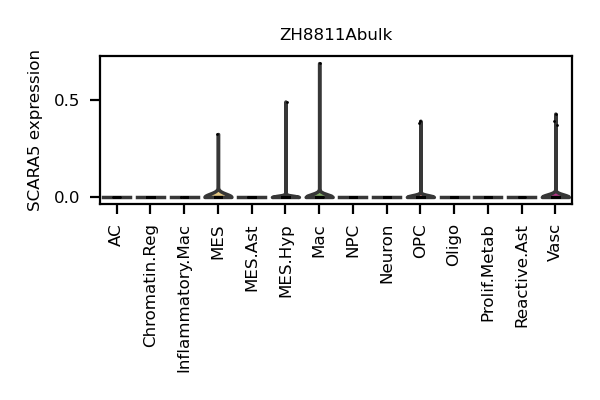 ZH8811Abulk
SCARA5 expression
0.5
0.0
AC
Chromatin.Reg
Inflammatory.Mac
MES
MES.Ast
MES.Hyp
Mac
NPC
Neuron
OPC
Oligo
Prolif.Metab
Reactive.Ast
Vasc